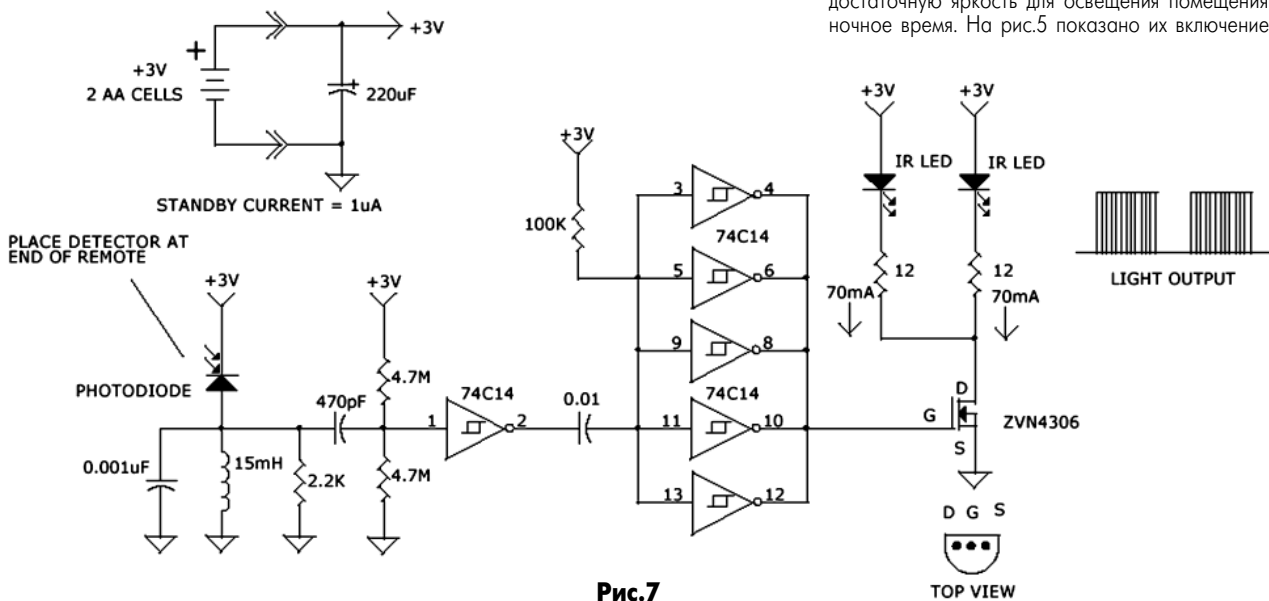 достаточную яркость для освещения помещения
ночное время. На рис.5 показано их включение
+
+3V
2 AA CELLS
+3V
+
220uF
STANDBY CURRENT = 1uA
PLACE DETECTOR AT
END OF REMOTE
+3V
PHOTODIODE
0.001uF
15mH
2.2K
470pF
+3V
4.7M
4.7M
74C14
1
2
0.01
+3V
100K
3
4
74C14
5
6
9
8
74C14
11
10
13
12
+3V
+3V
IR LED
IR LED
12
12
70mA
70mA
D
G
S
ZVN4306
D G S
TOP VIEW
LIGHT OUTPUT
Рис.7